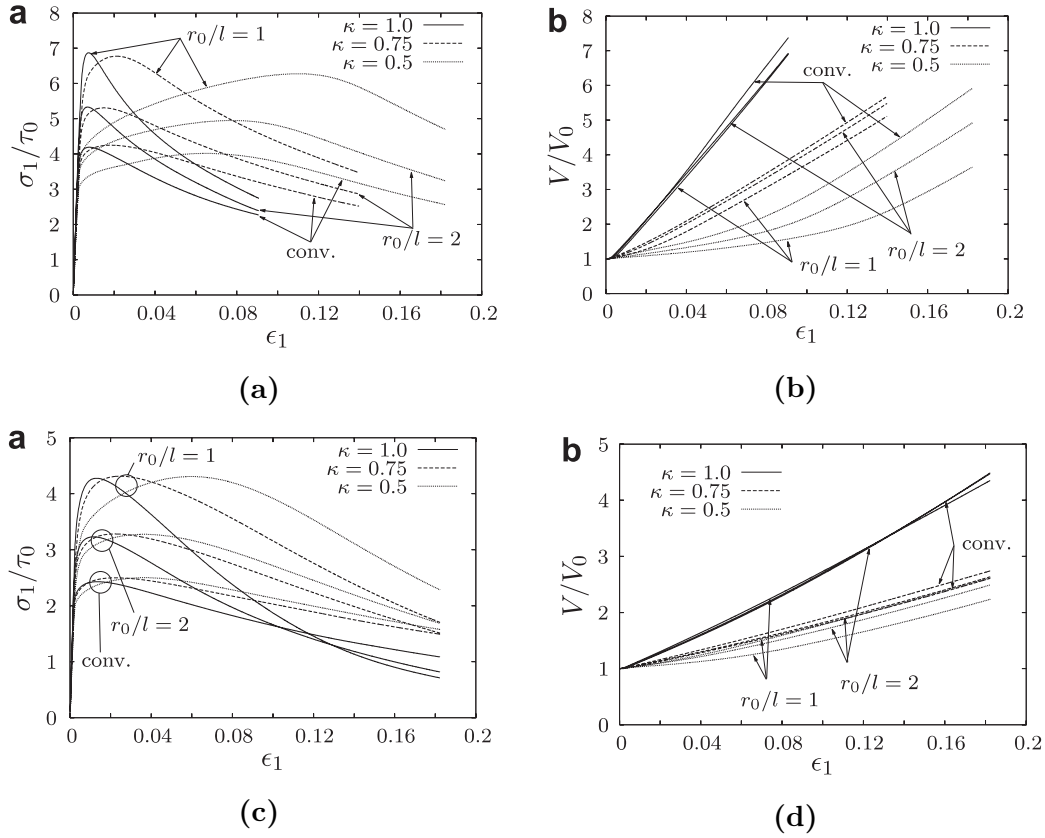 a
8
7
6
5
4
3
2
1
0
σ₁/τ₀
r₀/l = 1
κ = 1.0
κ = 0.75
κ = 0.5
conv.
r₀/l = 2
0 0.04 0.08 0.12 0.16 0.2
ϵ₁
(a)
b
8
7
6
5
4
3
2
1
0
V/V₀
κ = 1.0
κ = 0.75
κ = 0.5
conv.
r₀/l = 1
r₀/l = 2
0 0.04 0.08 0.12 0.16 0.2
ϵ₁
(b)
a
5
4
3
2
1
0
σ₁/τ₀
r₀/l = 1
κ = 1.0
κ = 0.75
κ = 0.5
r₀/l = 2
conv.
0 0.04 0.08 0.12 0.16 0.2
ϵ₁
(c)
b
5
4
3
2
1
0
V/V₀
κ = 1.0
κ = 0.75
κ = 0.5
conv.
r₀/l = 1
r₀/l = 2
0 0.04 0.08 0.12 0.16 0.2
ϵ₁
(d)